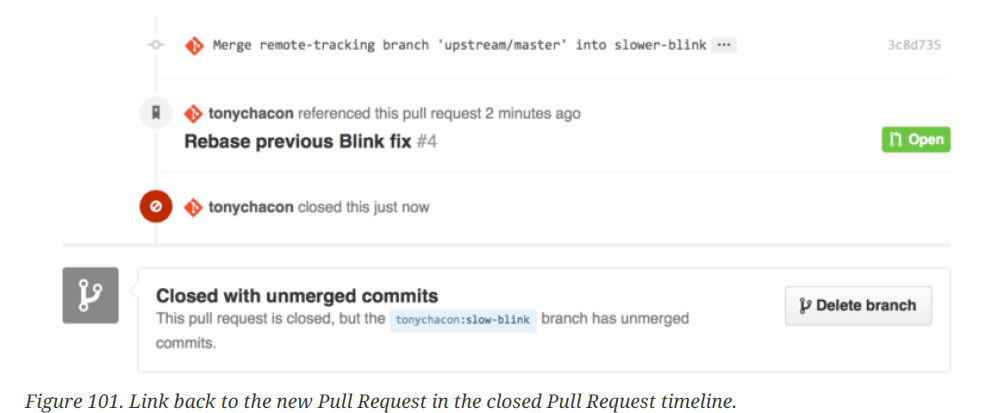 Merge remote-tracking branch 'upstream/master' into slower-blink ... 3c8d735
tonychacon referenced this pull request 2 minutes ago
Rebase previous Blink fix #4 Open
tonychacon closed this just now
Closed with unmerged commits
This pull request is closed, but the tonychacon:slow-blink branch has unmerged
commits.
Delete branch
Figure 101. Link back to the new Pull Request in the closed Pull Request timeline.